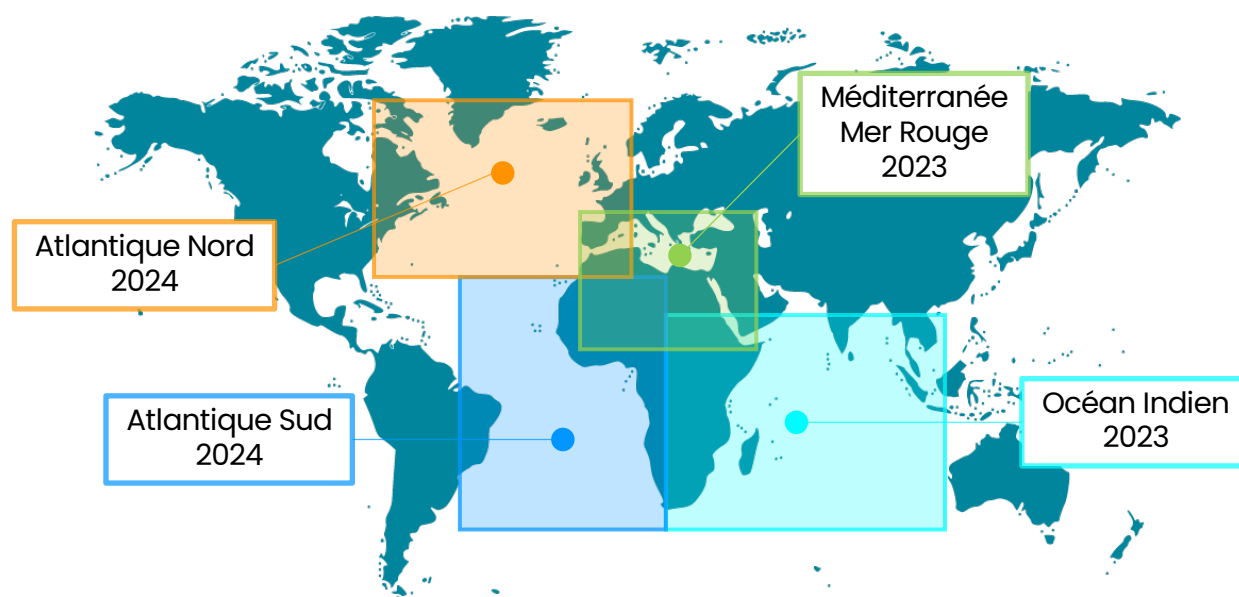 Méditerranée
Mer Rouge
2023
Atlantique Nord
2024
Atlantique Sud
2024
Océan Indien
2023